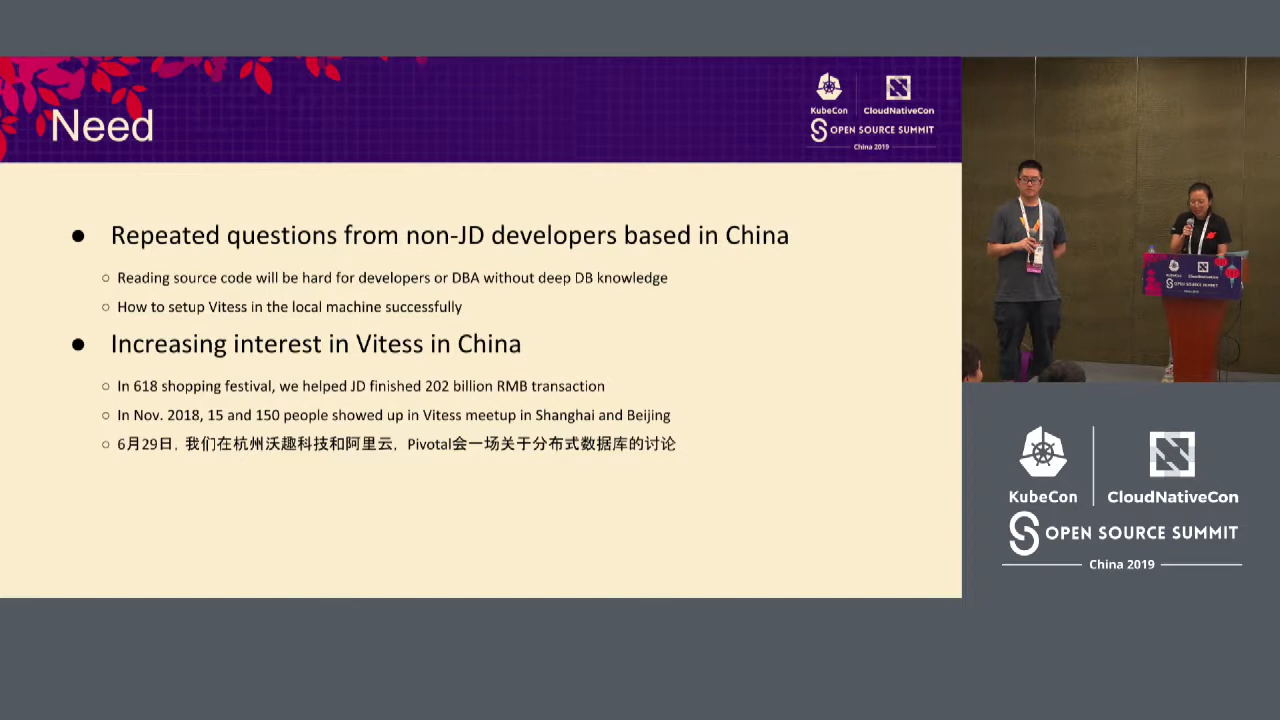 Need
KubeCon
CloudNativeCon
OPEN SOURCE SUMMIT
China 2019
● Repeated questions from non-JD developers based in China
○ Reading source code will be hard for developers or DBA without deep DB knowledge
○ How to setup Vitess in the local machine successfully
● Increasing interest in Vitess in China
○ In 618 shopping festival, we helped JD finished 202 billion RMB transaction
○ In Nov. 2018, 15 and 150 people showed up in Vitess meetup in Shanghai and Beijing
○ 6月29日，我们在杭州沃趣科技和阿里云，Pivotal会一场关于分布式数据库的讨论
KubeCon
CloudNativeCon
OPEN SOURCE SUMMIT
KubeCon
CloudNativeCon
OPEN SOURCE SUMMIT
China 2019